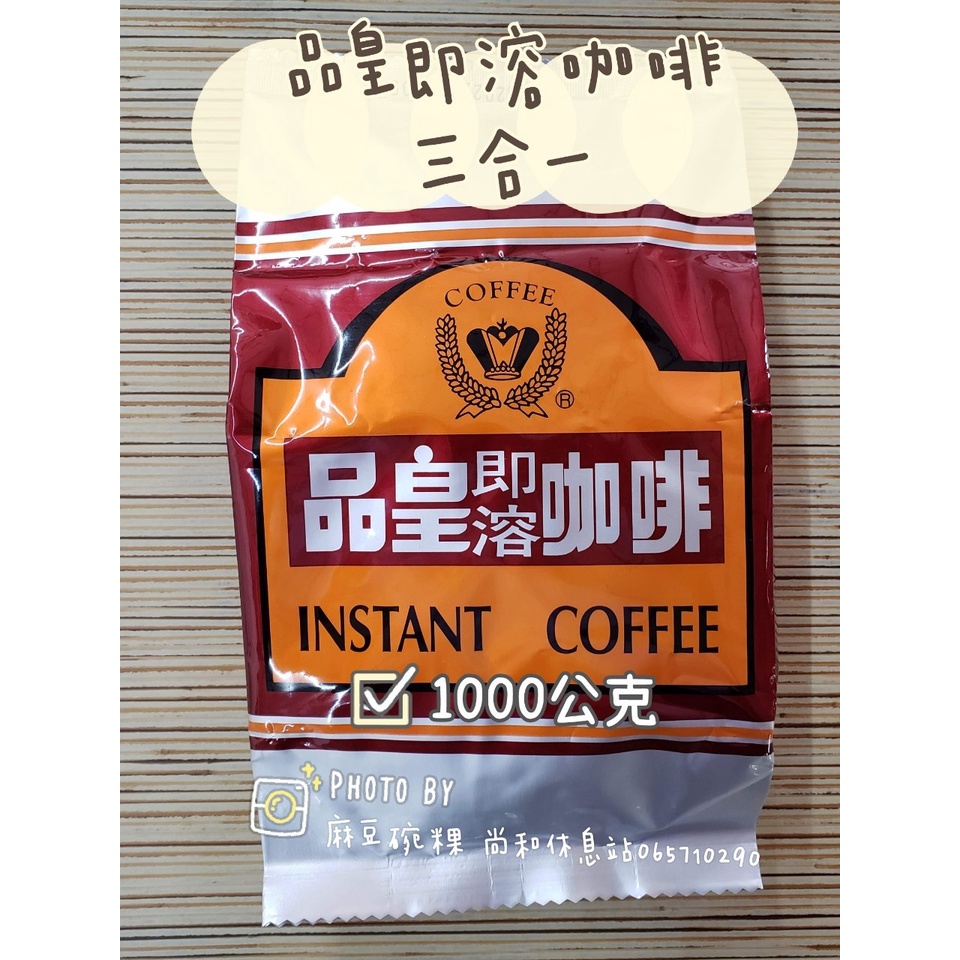 品皇即溶咖啡
三合一
COFFEE
®
品皇即溶咖啡
INSTANT COFFEE
1000公克
PHOTO BY
麻豆碗粿 尚和休息站065710290